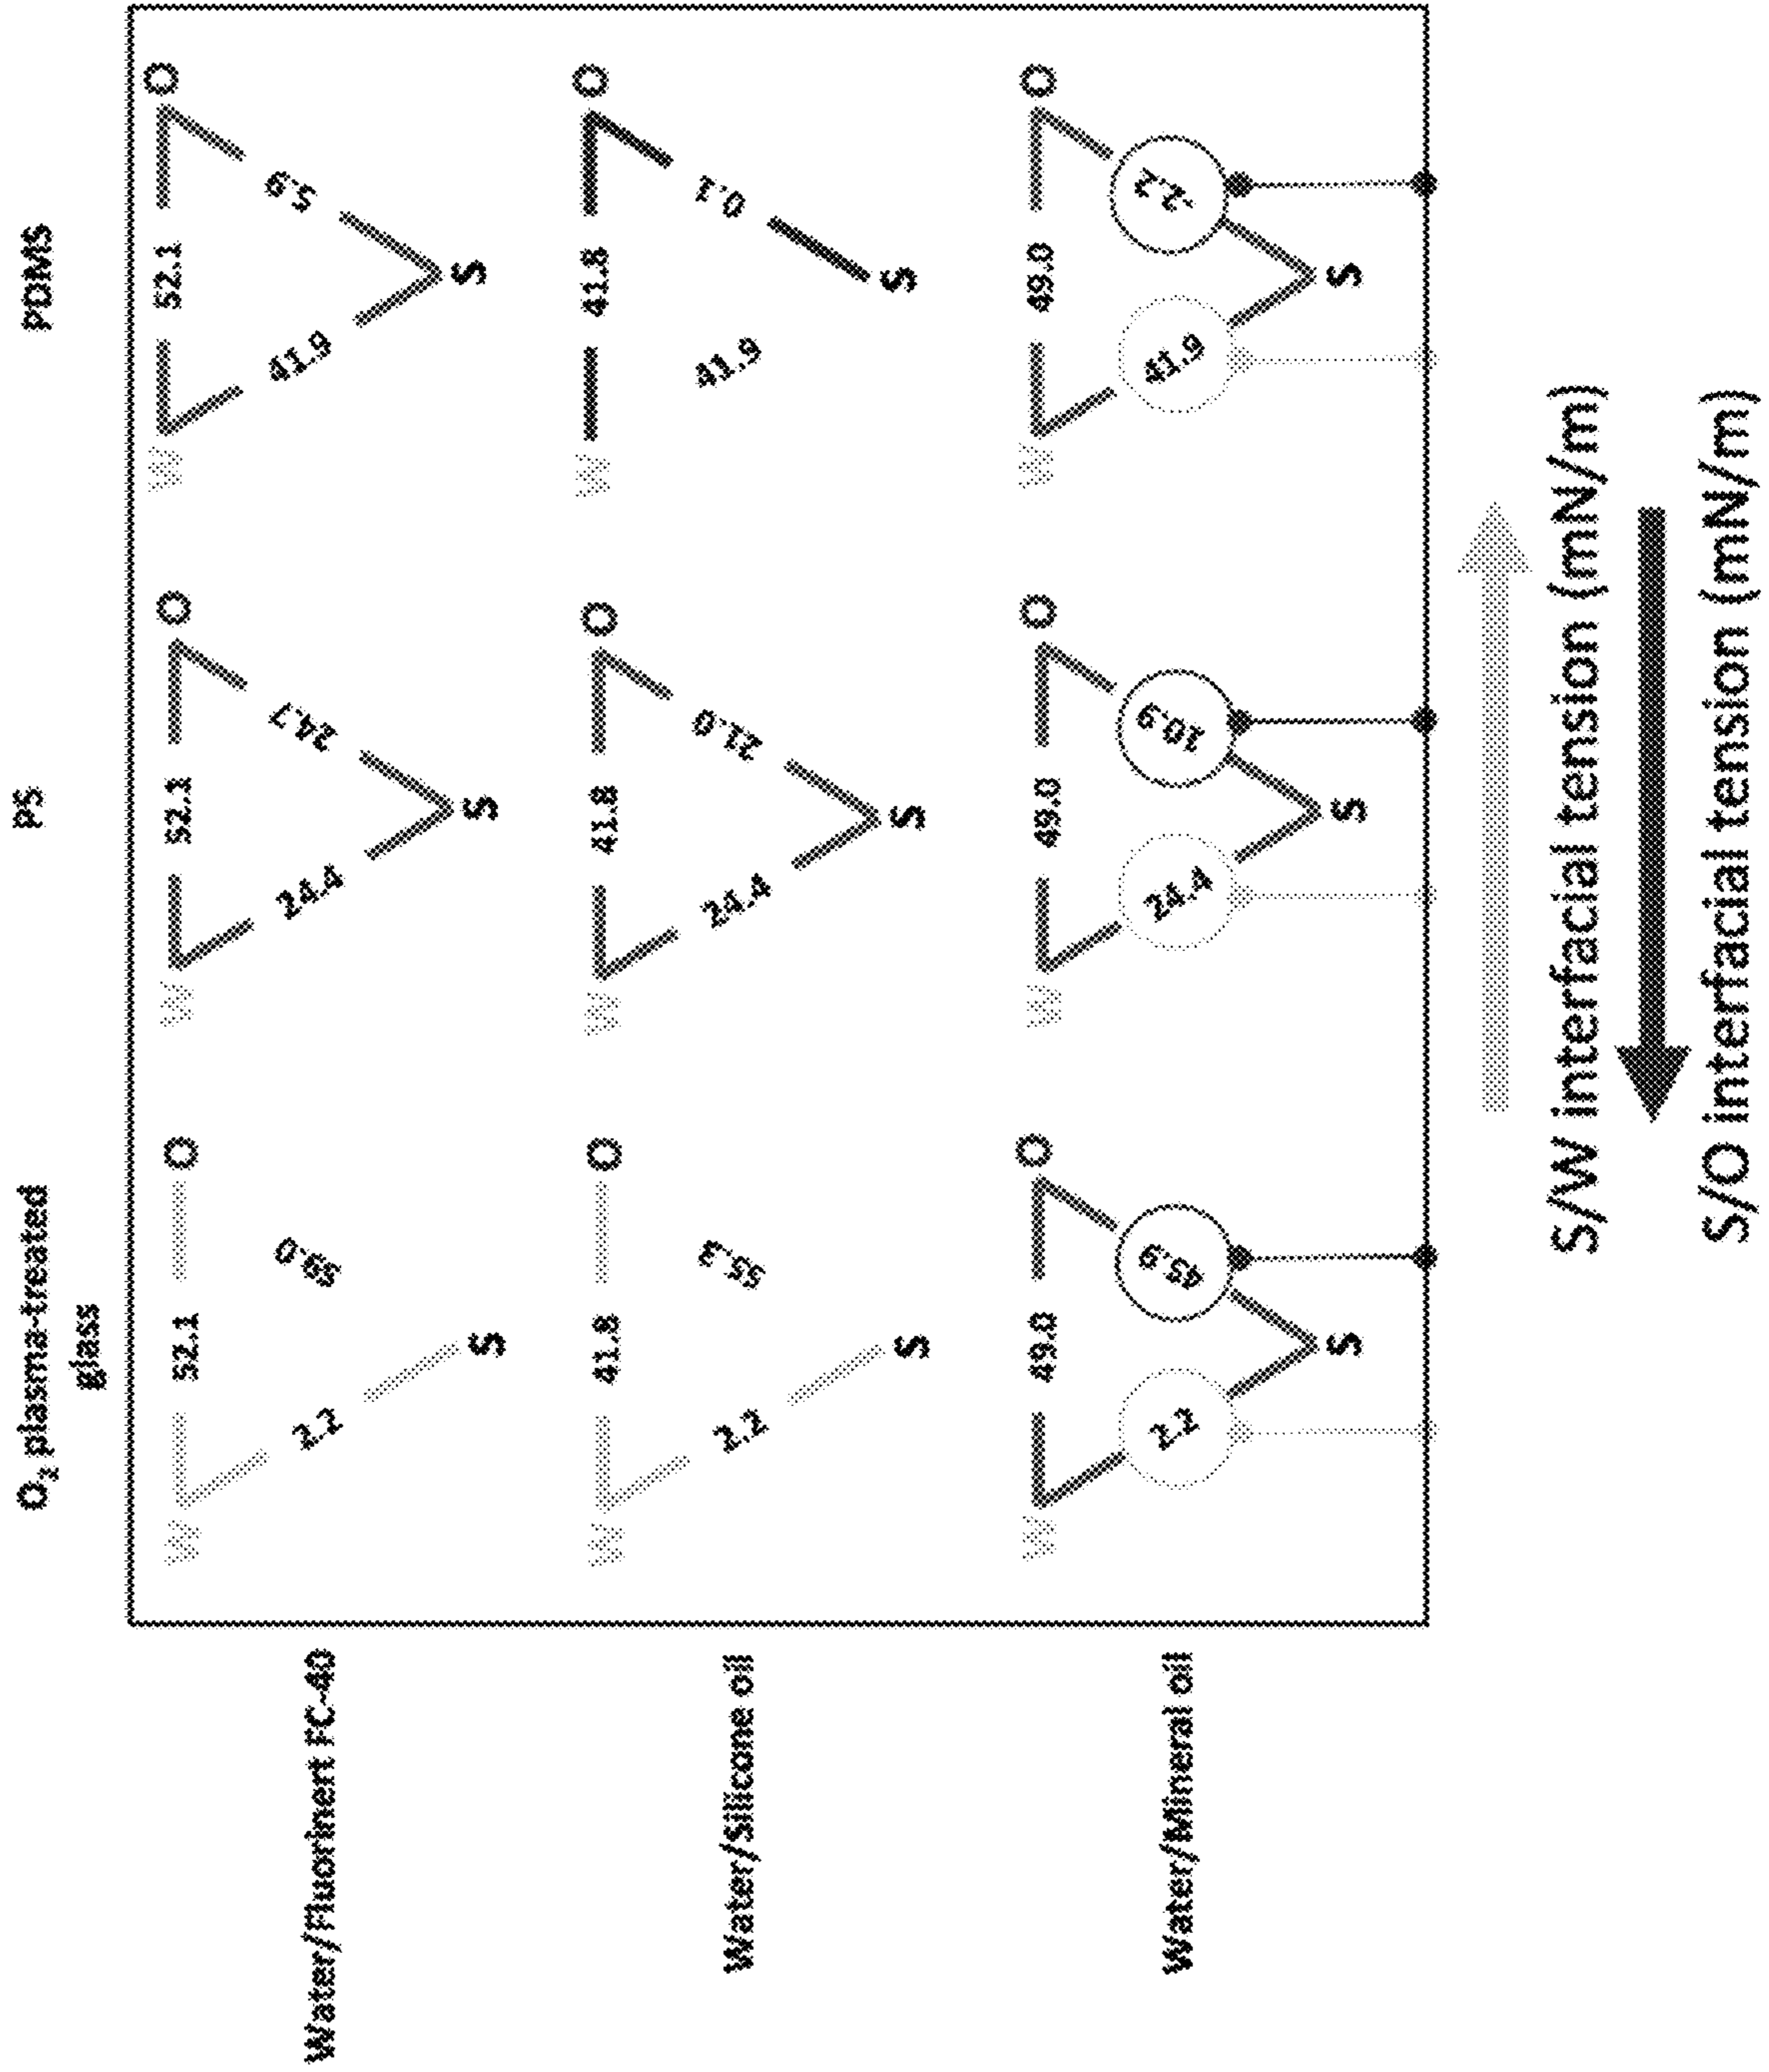 O₂ plasma-treated
glass
PS
PDMS
Water/Fluorinert FC-40
W 52.1 O
2.2
S
W 52.1 O
24.4 24.7
S
W 52.1 O
41.9 5.9
S
Water/Silicone oil
W 41.8 O
2.2 55.3
S
W 41.8 O
24.4 21.0
S
W 41.8 O
41.9 0.1
S
Water/Mineral oil
W 49.0 O
2.2 45.9
S
W 49.0 O
24.4 10.9
S
W 49.0 O
41.9 -2.2
S
S/W interfacial tension (mN/m)
S/O interfacial tension (mN/m)